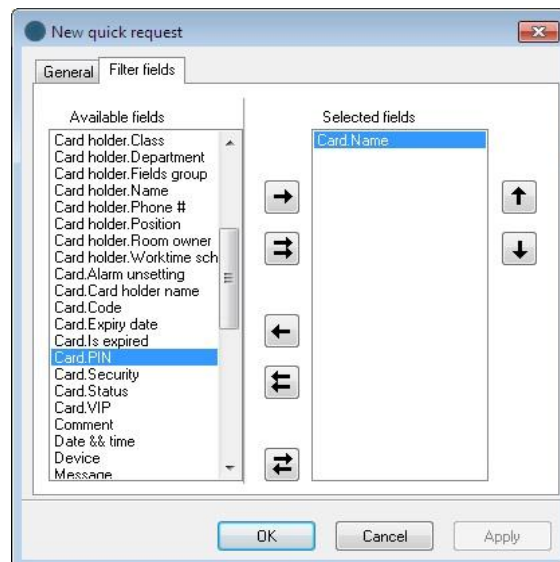 New quick request
General
Filter fields
Available fields
Selected fields
Card holder.Class
Card holder.Department
Card holder.Fields group
Card holder.Name
Card holder.Phone #
Card holder.Position
Card holder.Room owner
Card holder.Worktime sch
Card.Alarm unsetting
Card.Card holder name
Card.Code
Card.Expiry date
Card.Is expired
Card.PIN
Card.Security
Card.Status
Card.VIP
Comment
Date && time
Device
Message
Card.Name
OK
Cancel
Apply